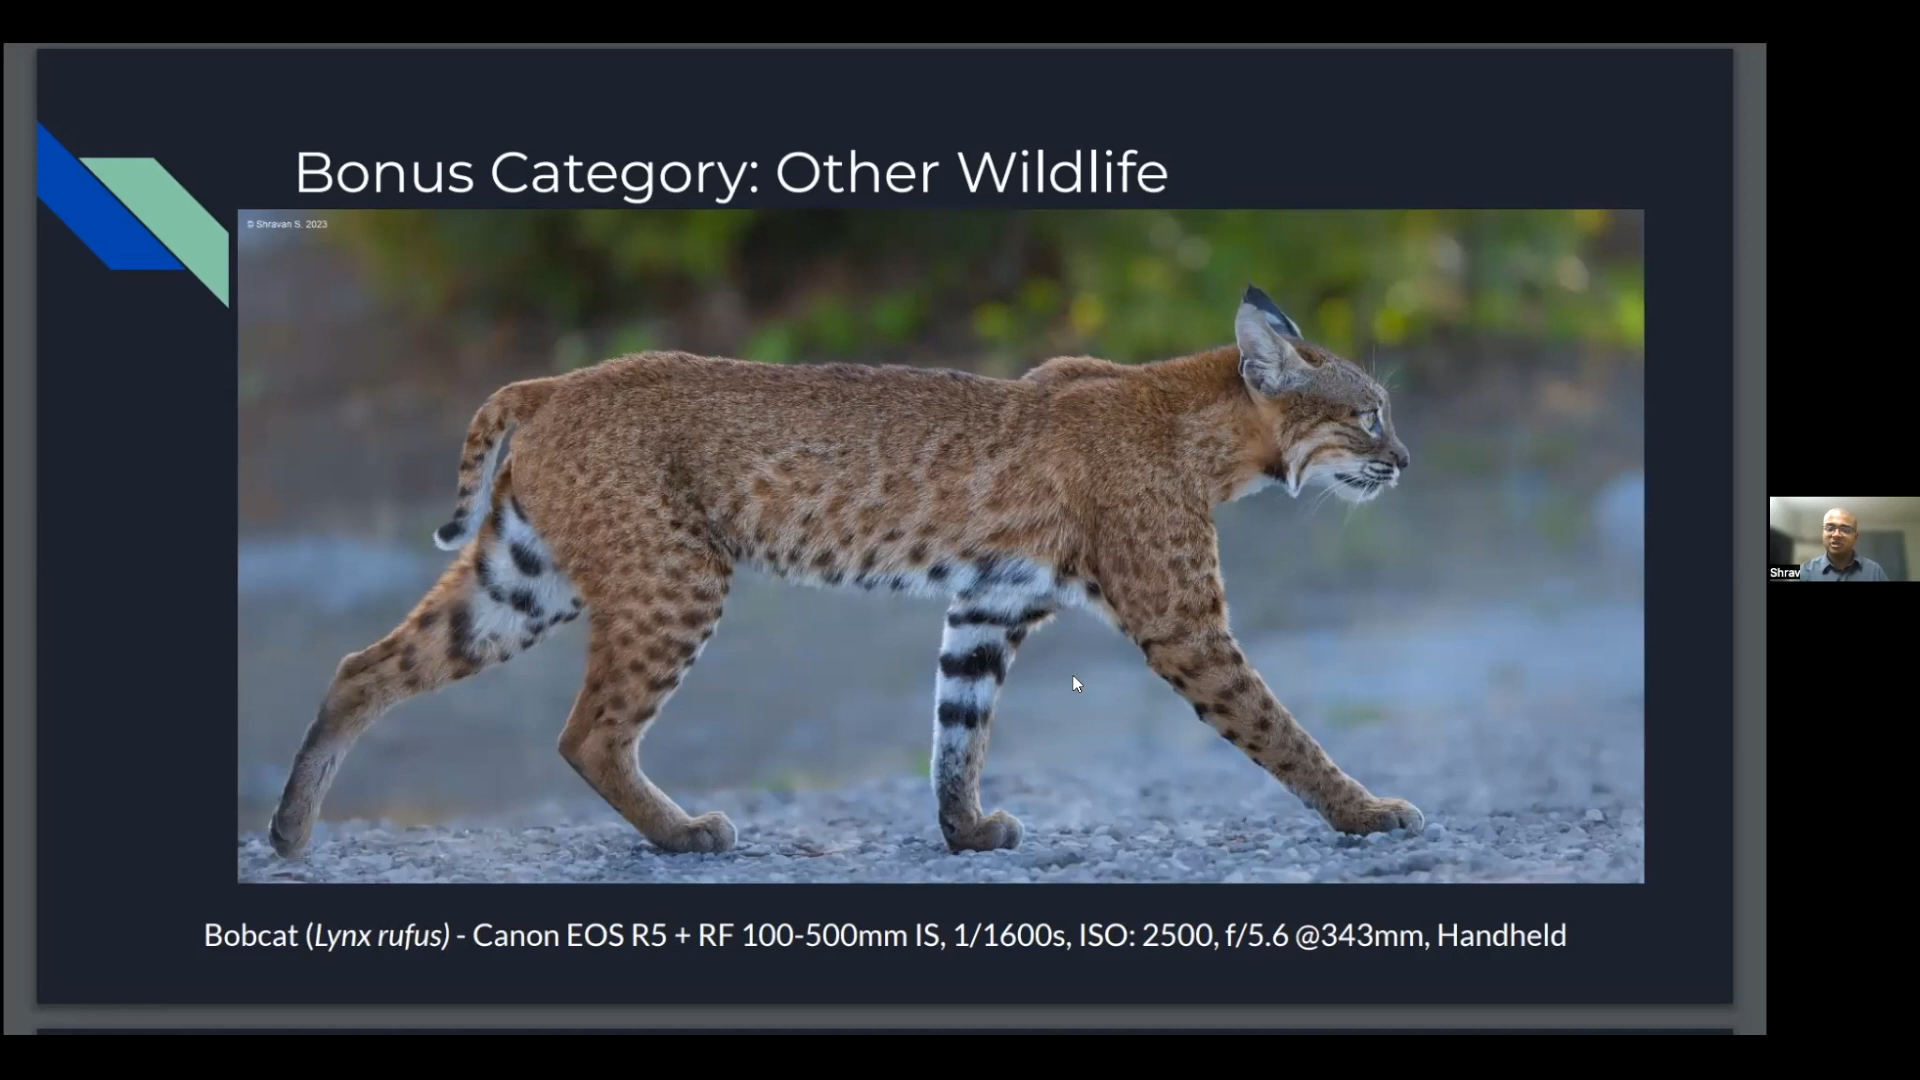 Bonus Category: Other Wildlife
© Shravan S. 2023
Shrav
Bobcat (Lynx rufus) - Canon EOS R5 + RF 100-500mm IS, 1/1600s, ISO: 2500, f/5.6 @343mm, Handheld